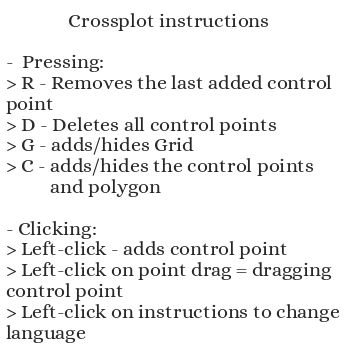 Crossplot instructions
- Pressing:
> R - Removes the last added control
point
> D - Deletes all control points
> G - adds/hides Grid
> C - adds/hides the control points
and polygon
- Clicking:
> Left-click - adds control point
> Left-click on point drag = dragging
control point
> Left-click on instructions to change
language